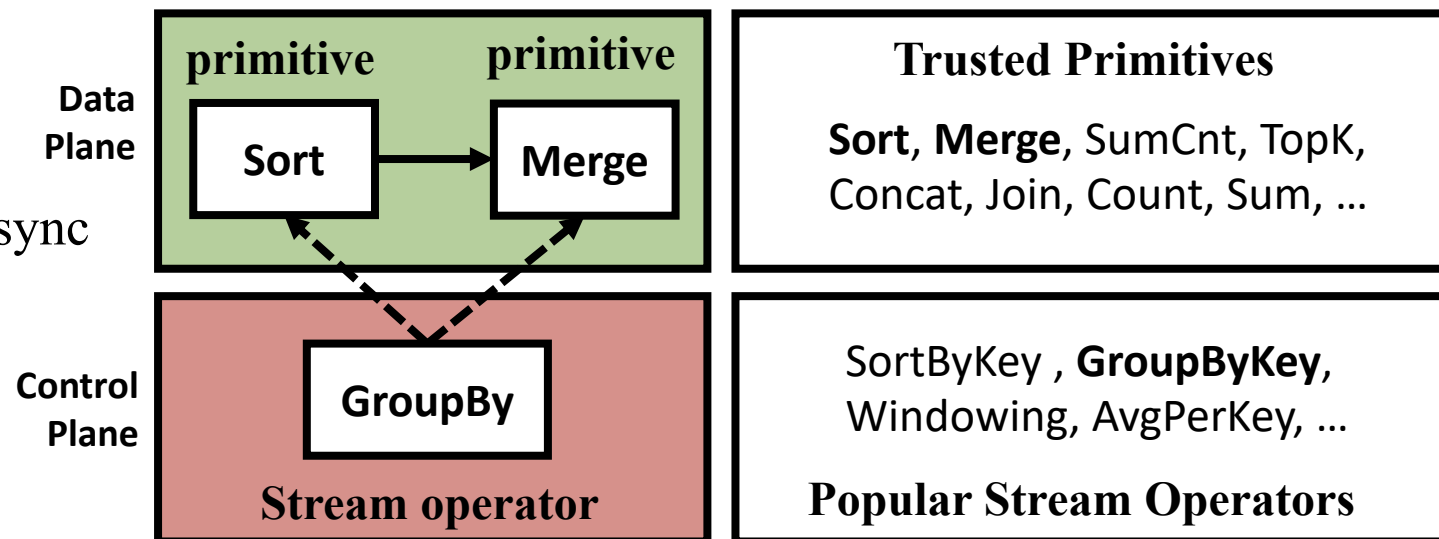 Data
Plane
sync
Control
Plane
primitive
primitive
Sort
Merge
GroupBy
Stream operator
Trusted Primitives
Sort, Merge, SumCnt, TopK,
Concat, Join, Count, Sum, ...
SortByKey , GroupByKey,
Windowing, AvgPerKey, ...
Popular Stream Operators